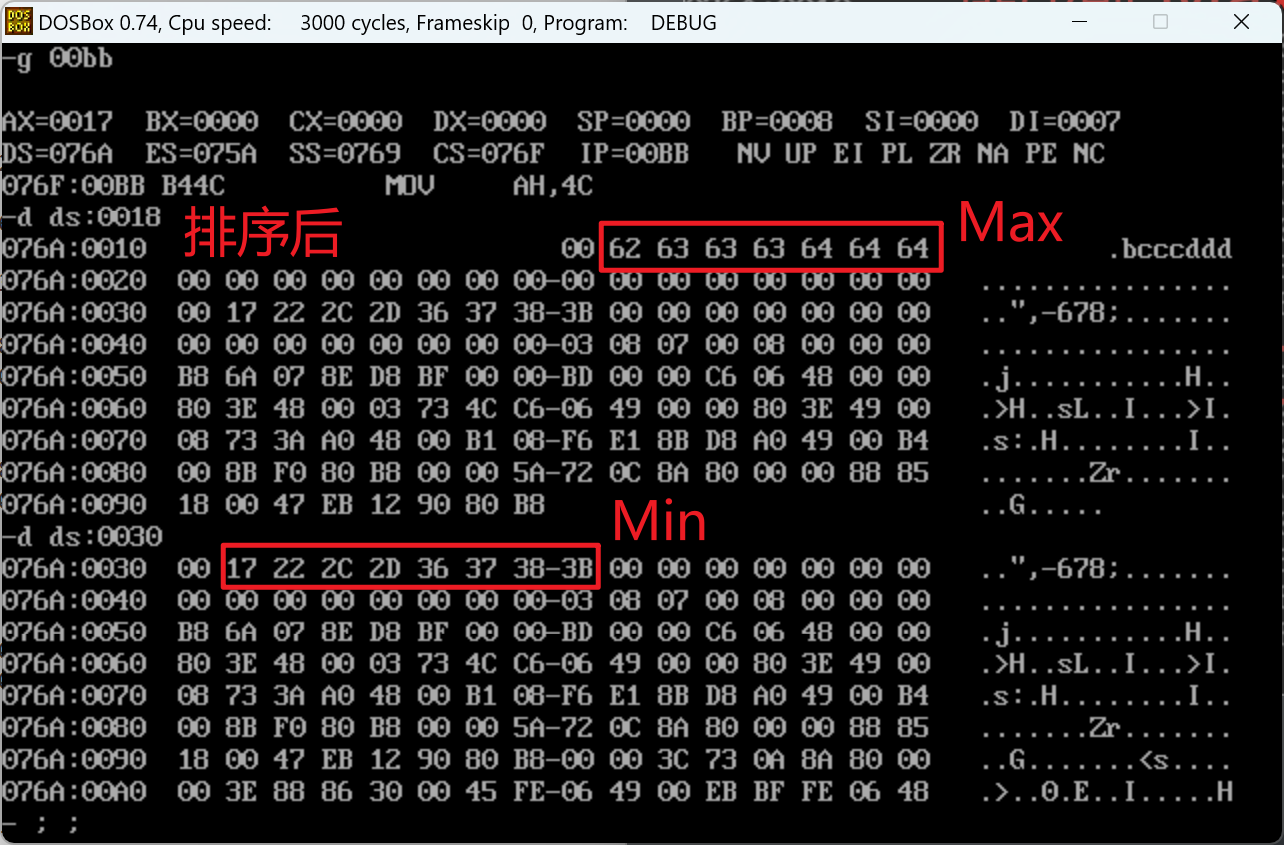 DOSBox 0.74, Cpu speed: 3000 cycles, Frameskip 0, Program: DEBUG
-g 00bb
AX=0017 BX=0000 CX=0000 DX=0000 SP=0000 BP=0008 SI=0000 DI=0007
DS=076A ES=075A SS=0769 CS=076F IP=00BB NV UP EI PL ZR NA PE NC
076F:00BB B44C MOV AH,4C
-d ds:0018
排序后
Max
076A:0010 00 62 63 63 63 64 64 64 .bcccddd
076A:0020 00 00 00 00 00 00 00 00-00 00 00 00 00 00 00 00 ................
076A:0030 00 17 22 2C 2D 36 37 38-3B 00 00 00 00 00 00 00 ..",-678;.......
076A:0040 00 00 00 00 00 00 00 00-03 08 07 00 08 00 00 00 ................
076A:0050 B8 6A 07 8E D8 BF 00 00-BD 00 00 C6 06 48 00 00 .j...........H..
076A:0060 80 3E 48 00 03 73 4C C6-06 49 00 00 80 3E 49 00 .>H..sL..I...>I.
076A:0070 08 73 3A A0 48 00 B1 08-F6 E1 8B D8 A0 49 00 B4 .s:.H........I..
076A:0080 00 8B F0 80 B8 00 00 5A-72 0C 8A 80 00 00 88 85 .......Zr.......
076A:0090 18 00 47 EB 12 90 80 B8 ..G.....
-d ds:0030
Min
076A:0030 00 17 22 2C 2D 36 37 38-3B 00 00 00 00 00 00 00 ..",-678;.......
076A:0040 00 00 00 00 00 00 00 00-03 08 07 00 08 00 00 00 ................
076A:0050 B8 6A 07 8E D8 BF 00 00-BD 00 00 C6 06 48 00 00 .j...........H..
076A:0060 80 3E 48 00 03 73 4C C6-06 49 00 00 80 3E 49 00 .>H..sL..I...>I.
076A:0070 08 73 3A A0 48 00 B1 08-F6 E1 8B D8 A0 49 00 B4 .s:.H........I..
076A:0080 00 8B F0 80 B8 00 00 5A-72 0C 8A 80 00 00 88 85 .......Zr.......
076A:0090 18 00 47 EB 12 90 80 B8-00 00 3C 73 0A 8A 80 00 ..G.......<s....
076A:00A0 00 3E 88 86 30 00 45 FE-06 49 00 EB BF FE 06 48 .>..0.E..I.....H
- ; ;